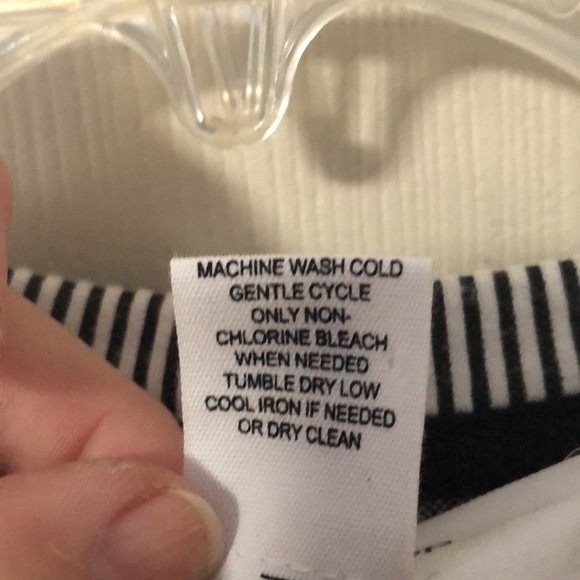 MACHINE WASH COLD
GENTLE CYCLE
ONLY NON-
CHLORINE BLEACH
WHEN NEEDED
TUMBLE DRY LOW
COOL IRON IF NEEDED
OR DRY CLEAN